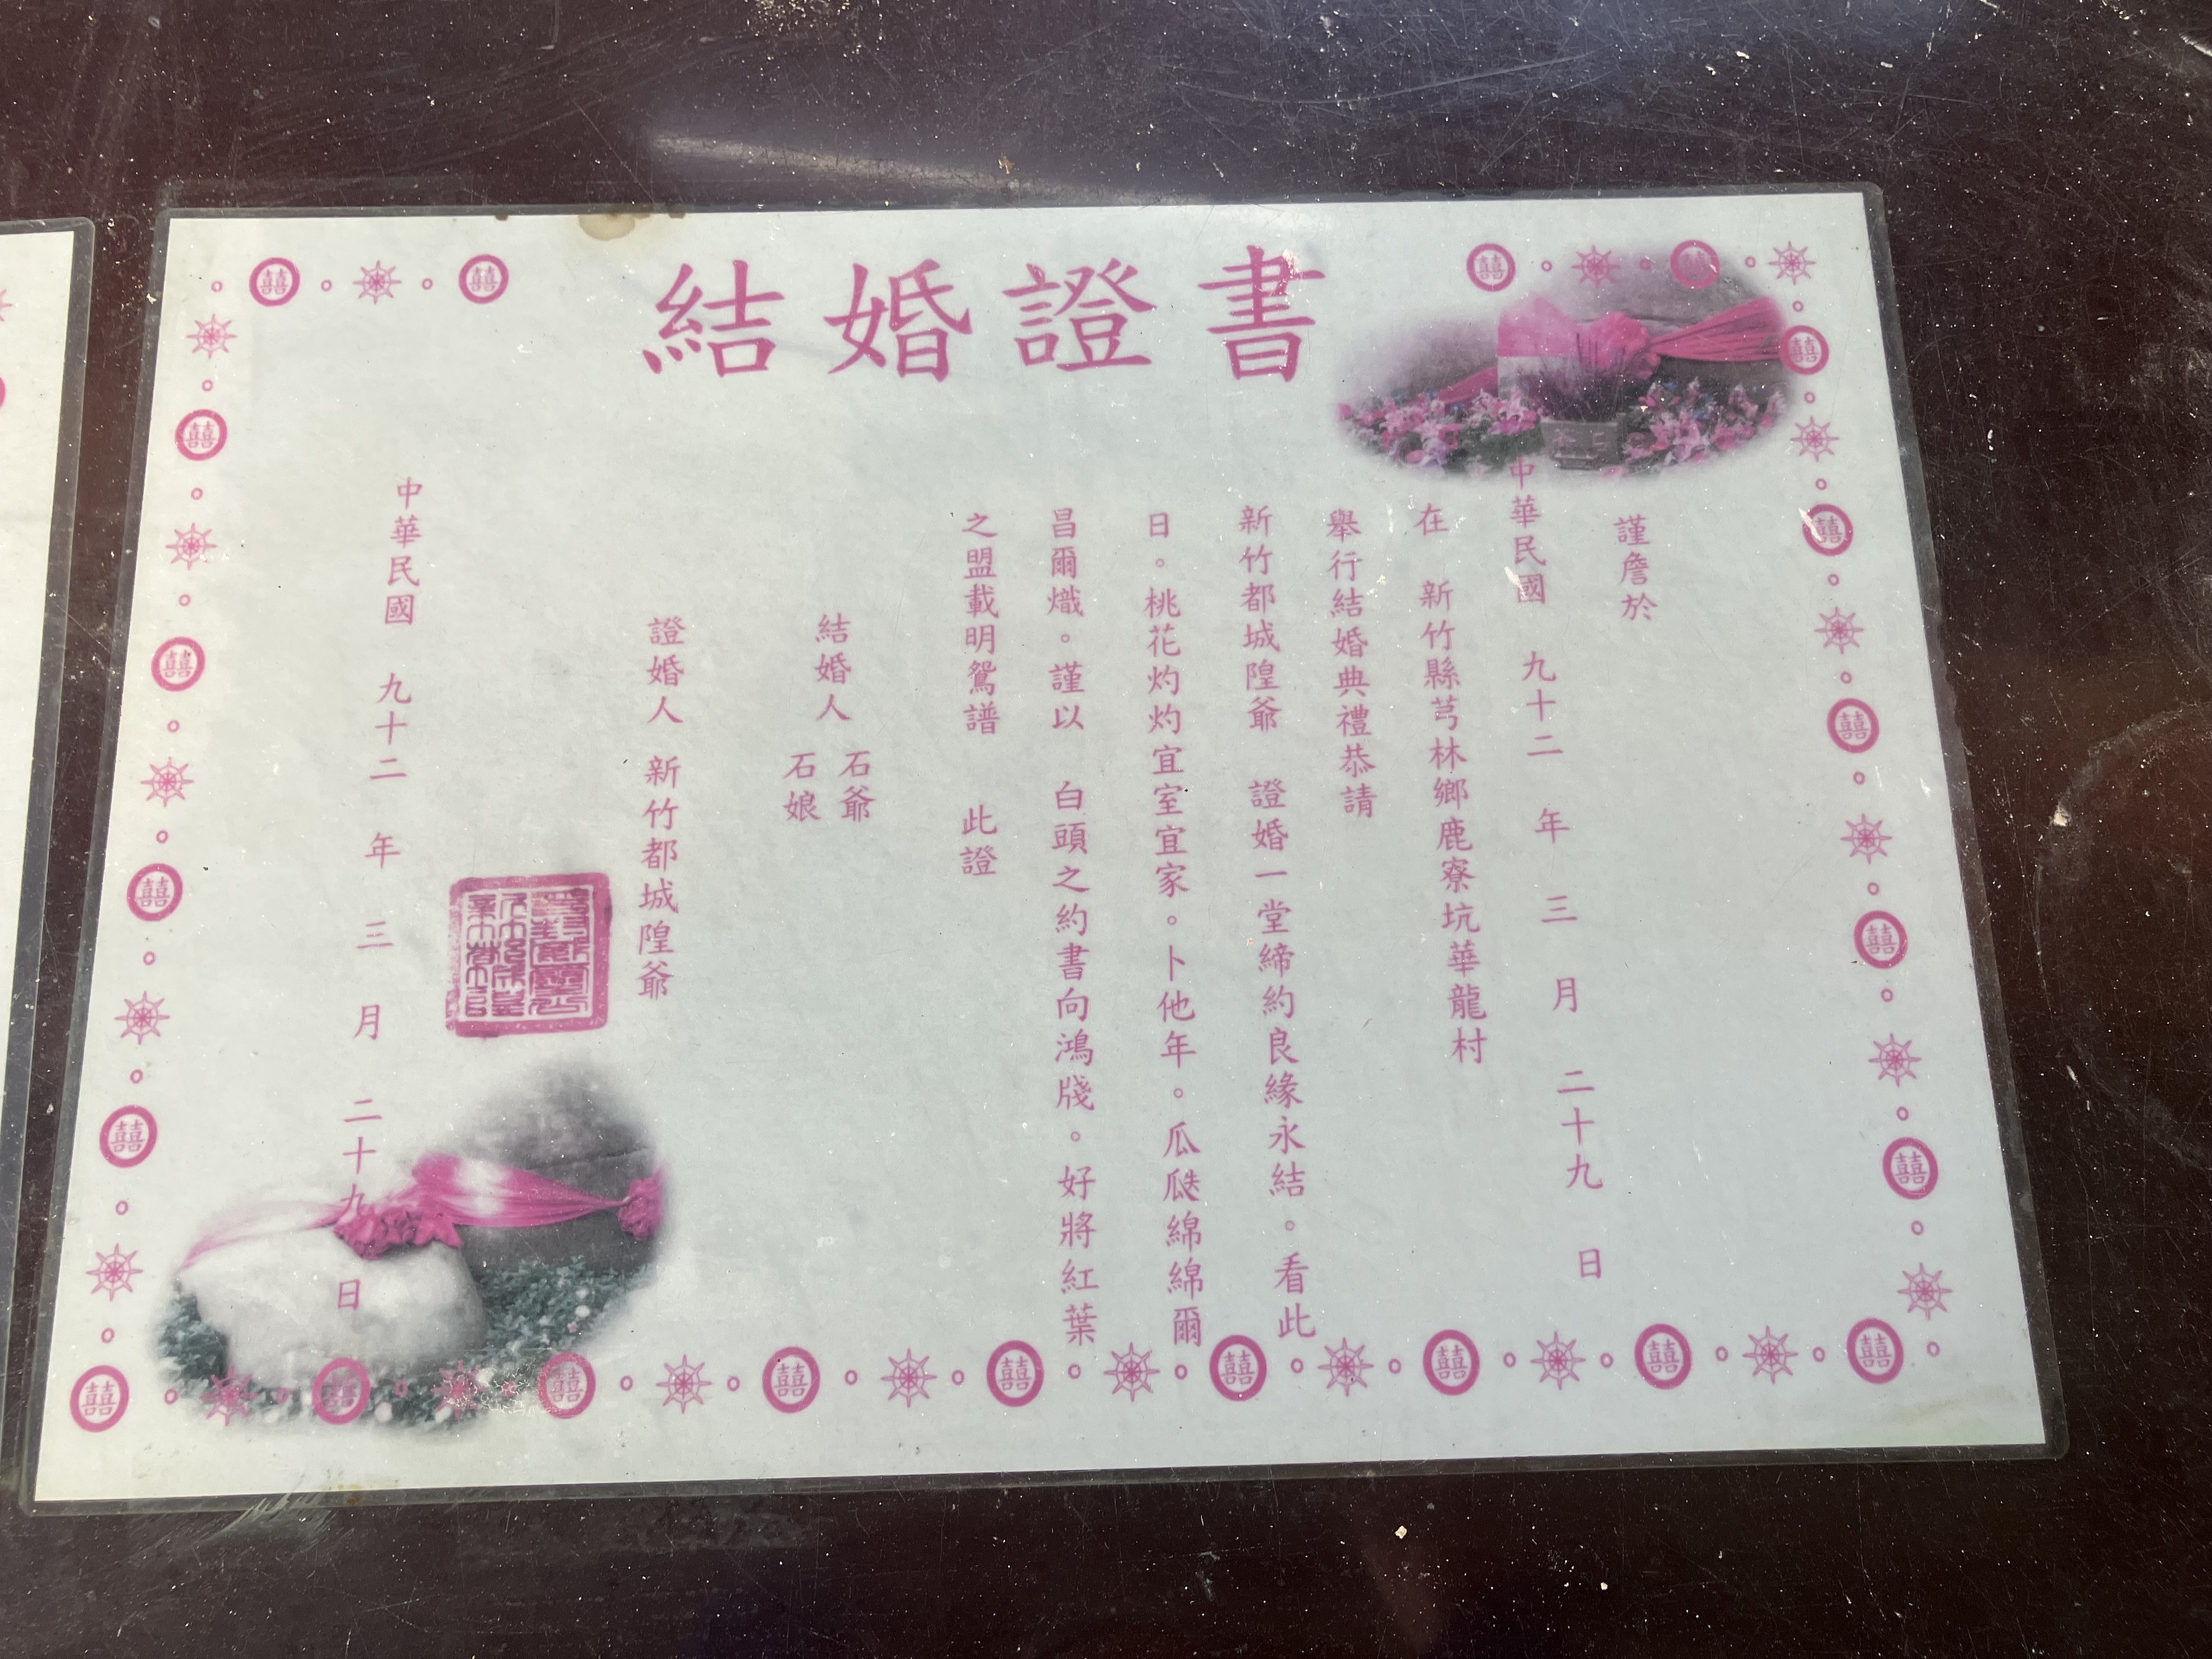 結婚證書
謹詹於
中華民國 九十二 年 三 月 二十九 日
在 新竹縣芎林鄉鹿寮坑華龍村
舉行結婚典禮恭請
新竹都城隍爺 證婚一堂締約良緣永結。看此
日。桃花灼灼宜室宜家。卜他年。瓜瓞綿綿爾
昌爾熾。謹以 白頭之約書向鴻牋。好將紅葉
之盟載明鴛譜 此證
結婚人 石爺
石娘
證婚人 新竹都城隍爺
中華民國 九十二 年 三 月 二十九 日